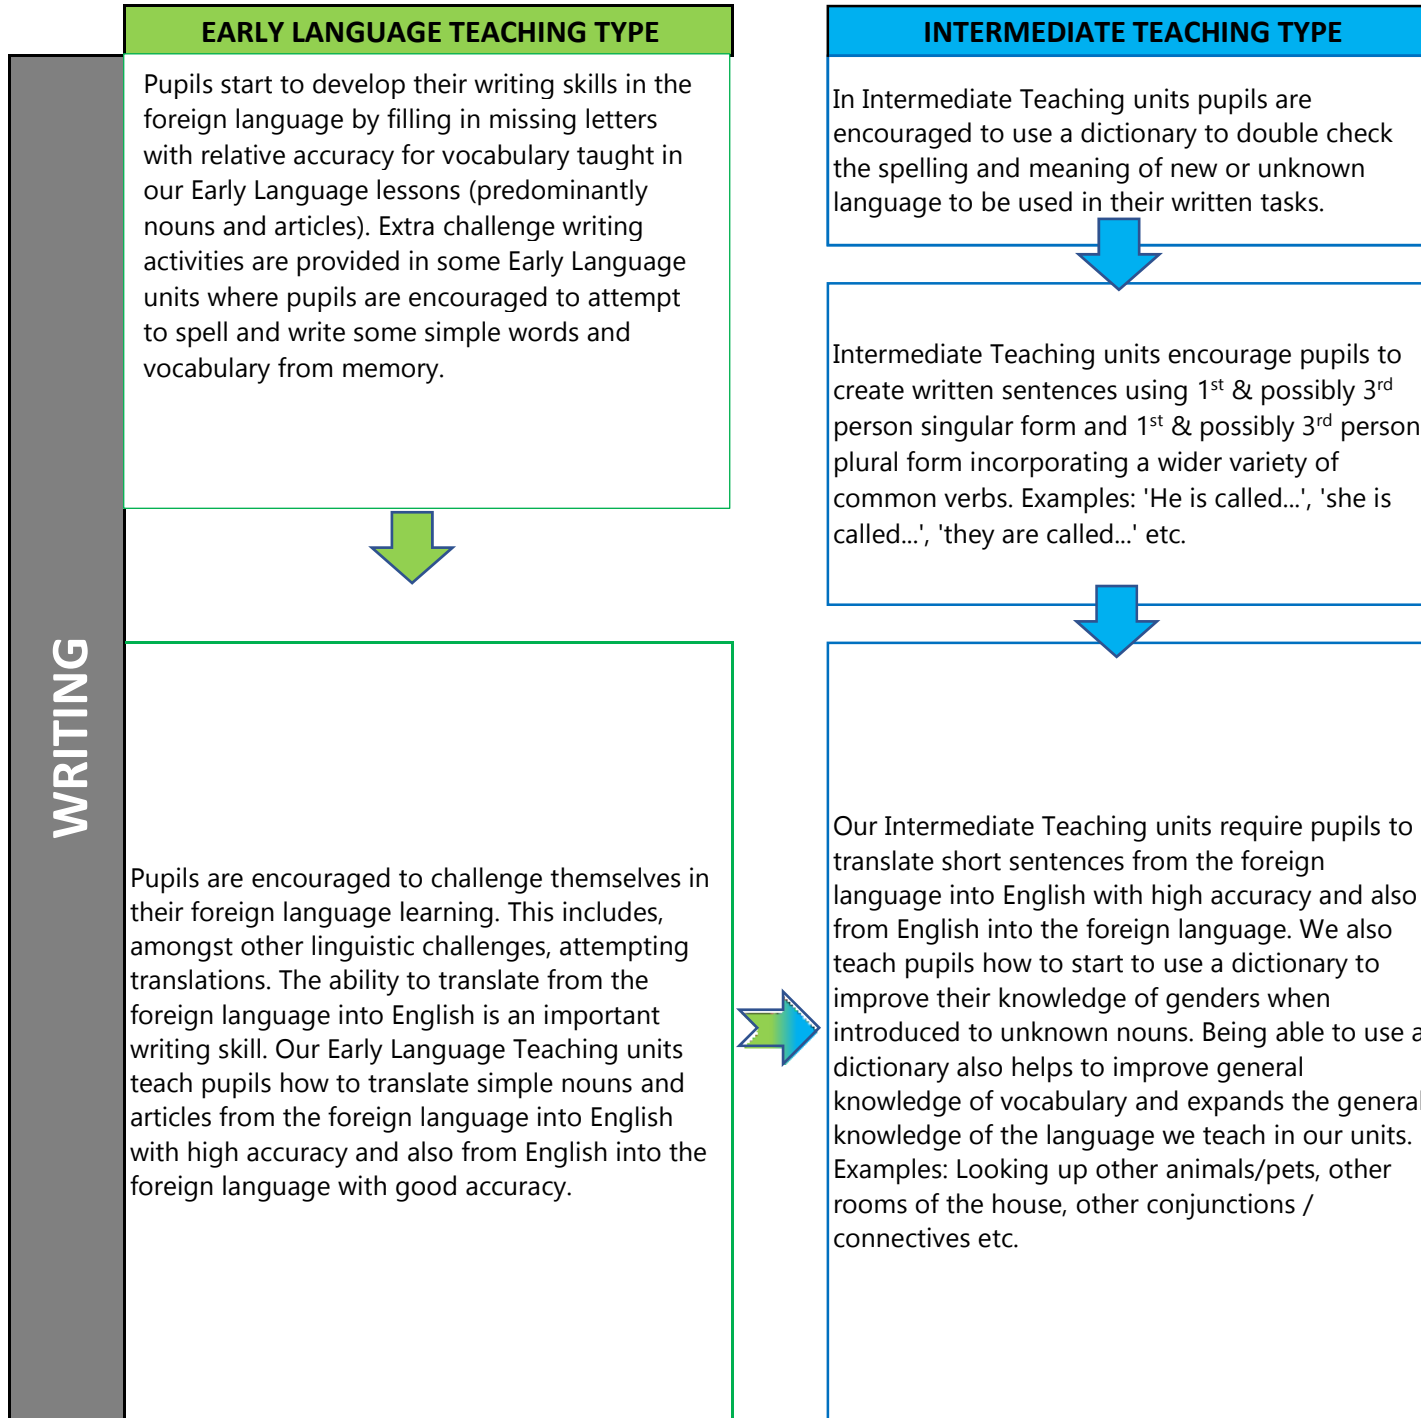 EARLY LANGUAGE TEACHING TYPE
Pupils start to develop their writing skills in the
foreign language by filling in missing letters
with relative accuracy for vocabulary taught in
our Early Language lessons (predominantly
nouns and articles). Extra challenge writing
activities are provided in some Early Language
units where pupils are encouraged to attempt
to spell and write some simple words and
vocabulary from memory.
WRITING
Pupils are encouraged to challenge themselves in
their foreign language learning. This includes,
amongst other linguistic challenges, attempting
translations. The ability to translate from the
foreign language into English is an important
writing skill. Our Early Language Teaching units
teach pupils how to translate simple nouns and
articles from the foreign language into English
with high accuracy and also from English into the
foreign language with good accuracy.
INTERMEDIATE TEACHING TYPE
In Intermediate Teaching units pupils are
encouraged to use a dictionary to double check
the spelling and meaning of new or unknown
language to be used in their written tasks.
Intermediate Teaching units encourage pupils to
create written sentences using 1st & possibly 3rd
person singular form and 1st & possibly 3rd person
plural form incorporating a wider variety of
common verbs. Examples: 'He is called...', 'she is
called...', 'they are called...' etc.
Our Intermediate Teaching units require pupils to
translate short sentences from the foreign
language into English with high accuracy and also
from English into the foreign language. We also
teach pupils how to start to use a dictionary to
improve their knowledge of genders when
introduced to unknown nouns. Being able to use a
dictionary also helps to improve general
knowledge of vocabulary and expands the general
knowledge of the language we teach in our units.
Examples: Looking up other animals/pets, other
rooms of the house, other conjunctions /
connectives etc.